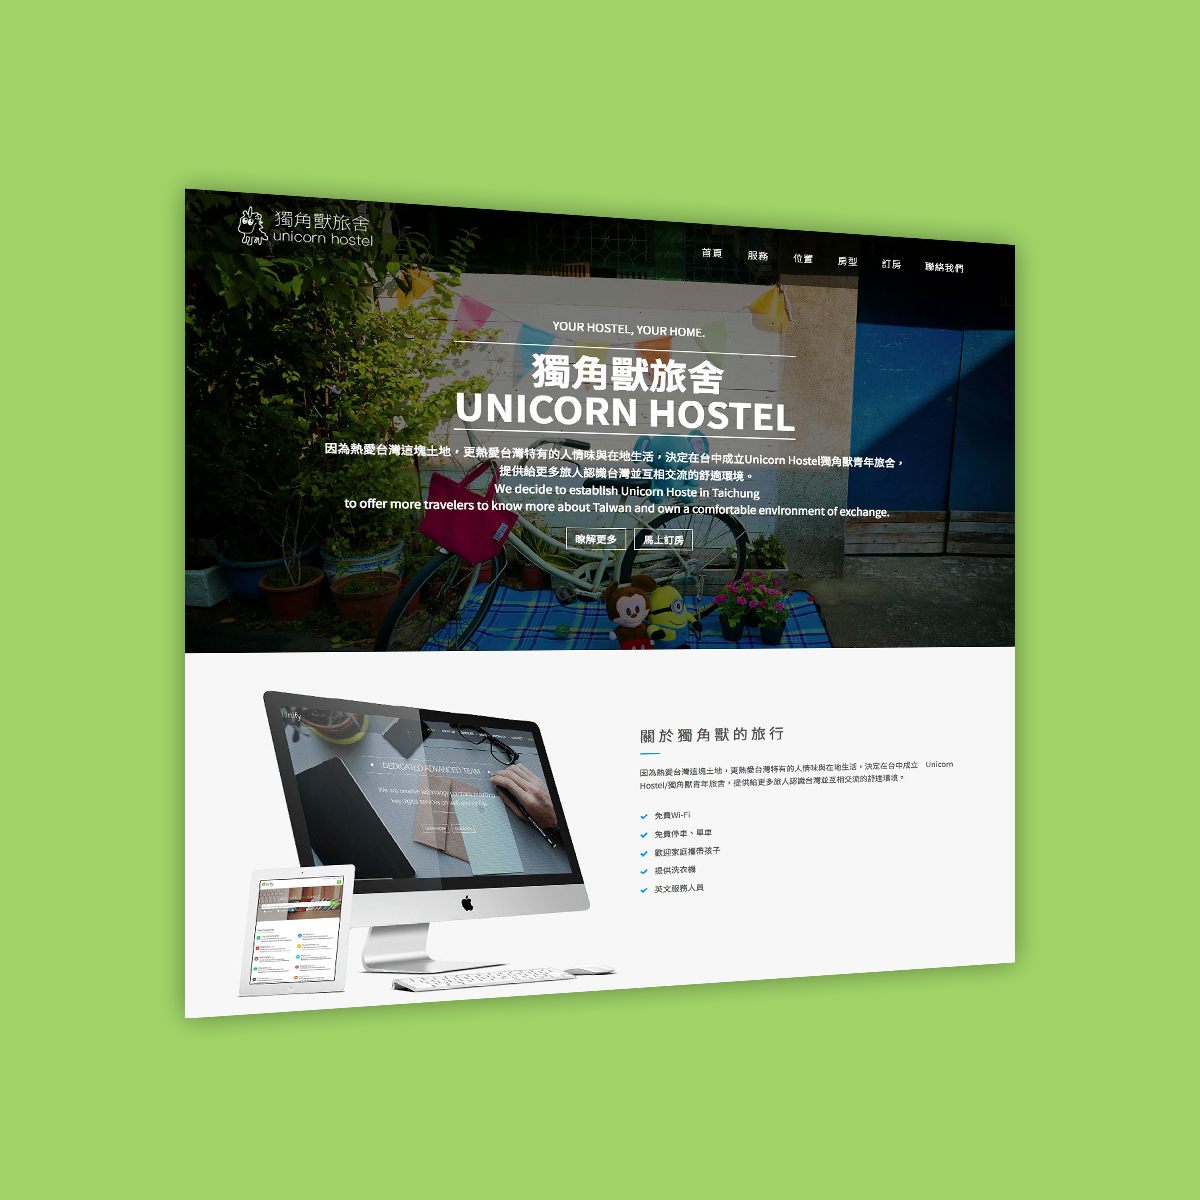 獨角獸旅舍
unicorn hostel
首頁 服務 位置 房型 訂房 聯絡我們
YOUR HOSTEL, YOUR HOME.
獨角獸旅舍
UNICORN HOSTEL
因為熱愛台灣這塊土地，更熱愛台灣特有的人情味與在地生活，決定在台中成立Unicorn Hostel獨角獸青年旅舍，
提供給更多旅人認識台灣並互相交流的舒適環境。
We decide to establish Unicorn Hoste in Taichung
to offer more travelers to know more about Taiwan and own a comfortable environment of exchange.
瞭解更多 馬上訂房
DEDICATED ADVANCED TEAM
We are creative technology company providing
key digital services on web and mobile.
關於獨角獸的旅行
因為熱愛台灣這塊土地，更熱愛台灣特有的人情味與在地生活，決定在台中成立 Unicorn
Hostel/獨角獸青年旅舍，提供給更多旅人認識台灣並互相交流的舒適環境。
免費Wi-Fi
免費停車、單車
歡迎家庭攜帶孩子
提供洗衣機
英文服務人員